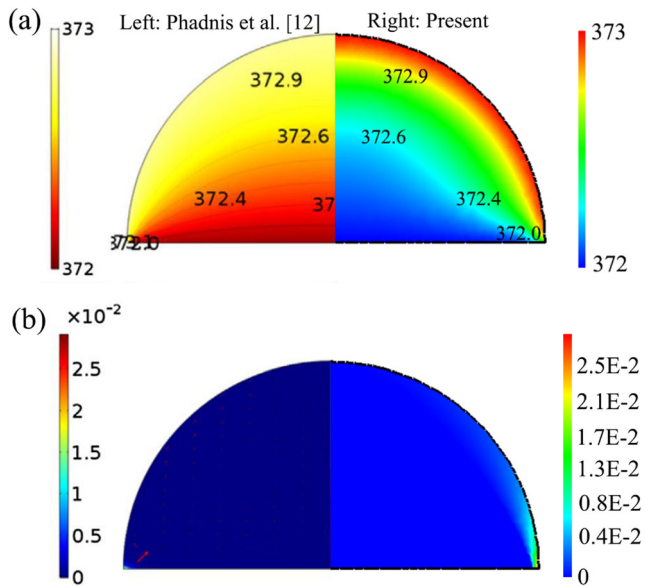 (a)
Left: Phadnis et al. [12]
Right: Present
373
373
372.9
372.9
372.6
372.6
372.4
372.4
37
372.0
372
372
(b)
×10⁻²
2.5
2
1.5
1
0.5
0
2.5E-2
2.1E-2
1.7E-2
1.3E-2
0.8E-2
0.4E-2
0